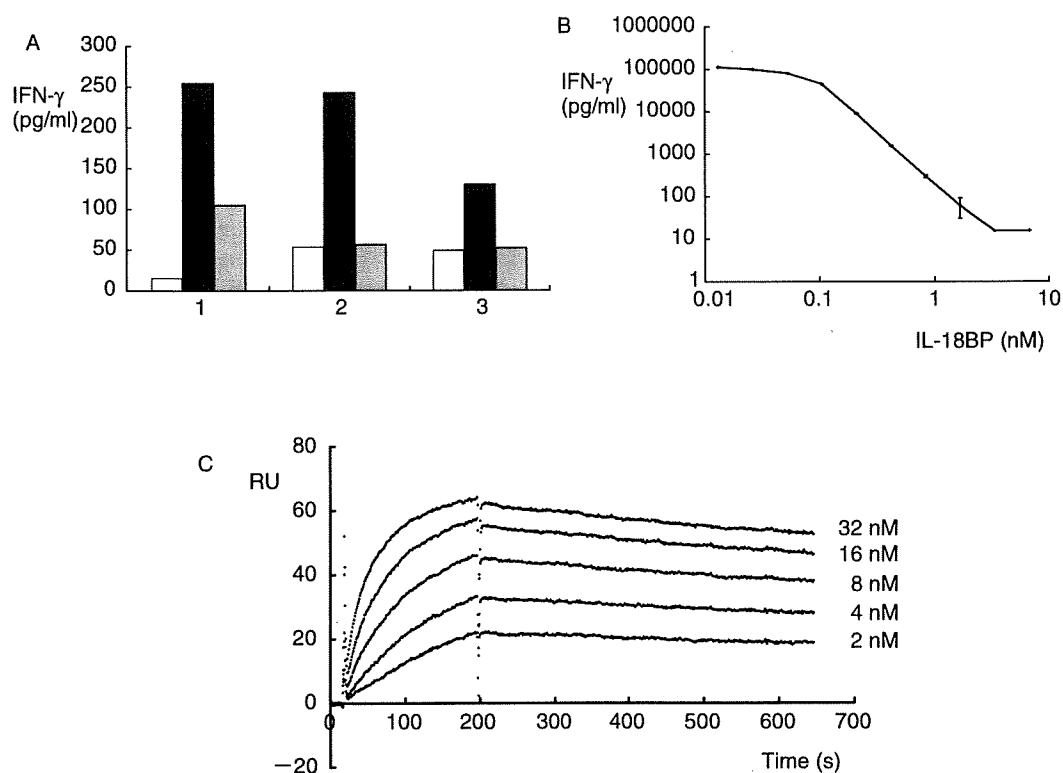 A
IFN-γ
(pg/ml)
300
250
200
150
100
50
0
1 2 3
B
IFN-γ
(pg/ml)
1000000
100000
10000
1000
100
10
1
0.01 0.1 1 10
IL-18BP (nM)
C
RU
80
60
40
20
0
−20
0 100 200 300 400 500 600 700
Time (s)
32 nM
16 nM
8 nM
4 nM
2 nM